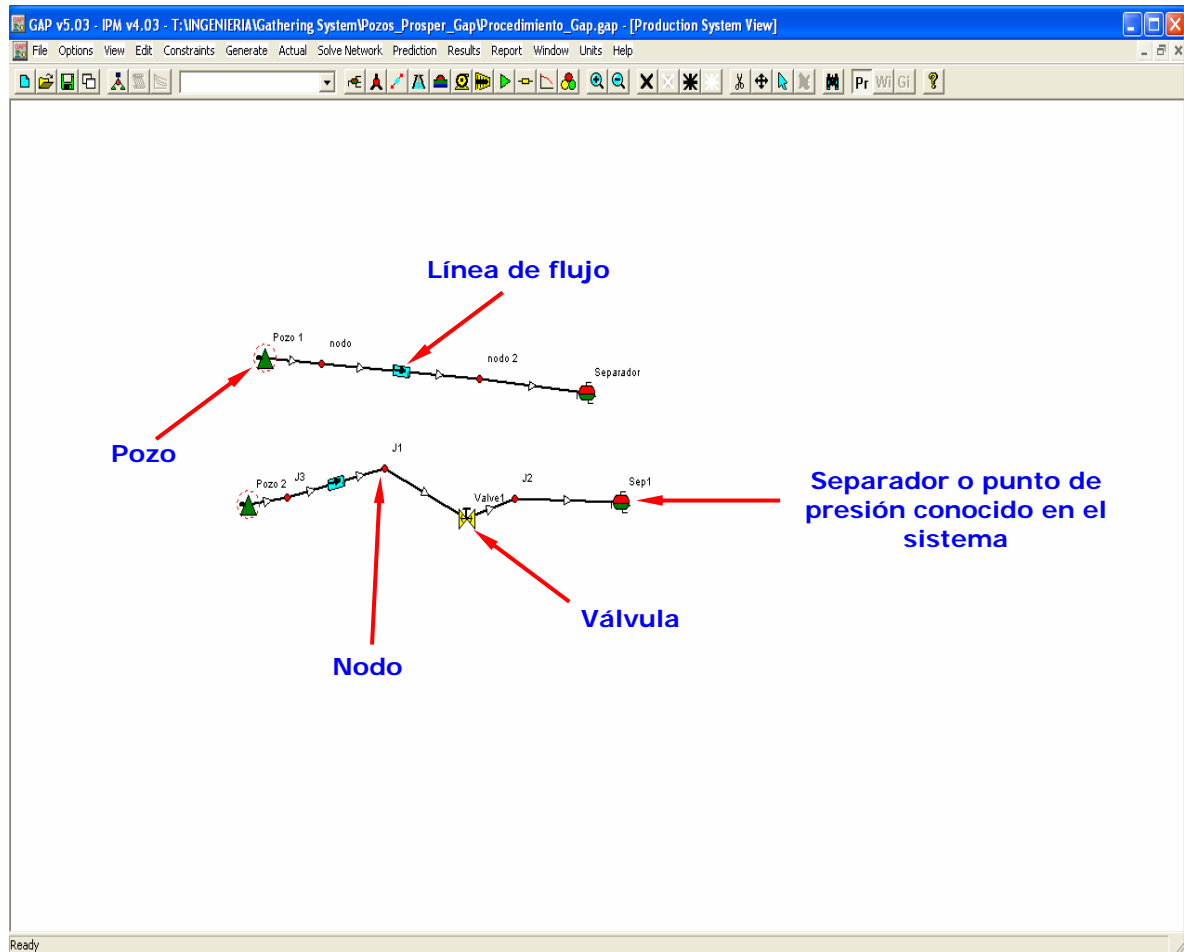 GAP v5.03 - IPM v4.03 - T:\INGENIERIA\Gathering System\Pozos_Prosper_Gap\Procedimiento_Gap.gap - [Production System View]
File Options View Edit Constraints Generate Actual Solve Network Prediction Results Report Window Units Help
Pr Wi Gi
Línea de flujo
Pozo 1
nodo
nodo 2
Separador
Pozo
J1
Pozo 2
J3
Valve1
J2
Sep1
Separador o punto de
presión conocido en el
sistema
Válvula
Nodo
Ready